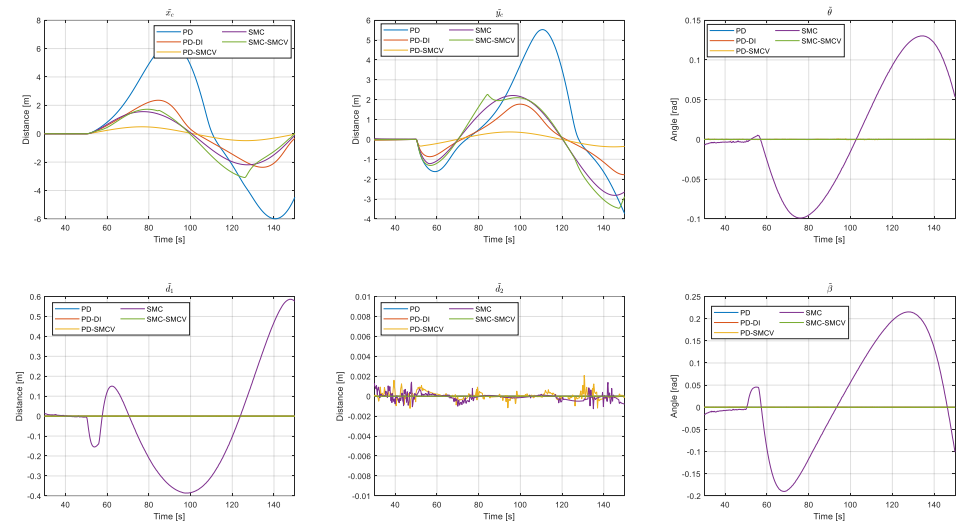 x̃c
PD SMC
PD-DI SMC-SMCV
PD-SMCV
8
6
4
2
0
-2
-4
-6
Distance [m]
40 60 80 100 120 140
Time [s]
ỹc
PD SMC
PD-DI SMC-SMCV
PD-SMCV
6
5
4
3
2
1
0
-1
-2
-3
-4
Distance [m]
40 60 80 100 120 140
Time [s]
θ̃
PD SMC
PD-DI SMC-SMCV
PD-SMCV
0.15
0.1
0.05
0
-0.05
-0.1
Angle [rad]
40 60 80 100 120 140
Time [s]
d̃1
PD SMC
PD-DI SMC-SMCV
PD-SMCV
0.6
0.5
0.4
0.3
0.2
0.1
0
-0.1
-0.2
-0.3
-0.4
Distance [m]
40 60 80 100 120 140
Time [s]
d̃2
PD SMC
PD-DI SMC-SMCV
PD-SMCV
0.01
0.008
0.006
0.004
0.002
0
-0.002
-0.004
-0.006
-0.008
-0.01
Distance [m]
40 60 80 100 120 140
Time [s]
β̃
PD SMC
PD-DI SMC-SMCV
PD-SMCV
0.25
0.2
0.15
0.1
0.05
0
-0.05
-0.1
-0.15
-0.2
Angle [rad]
40 60 80 100 120 140
Time [s]